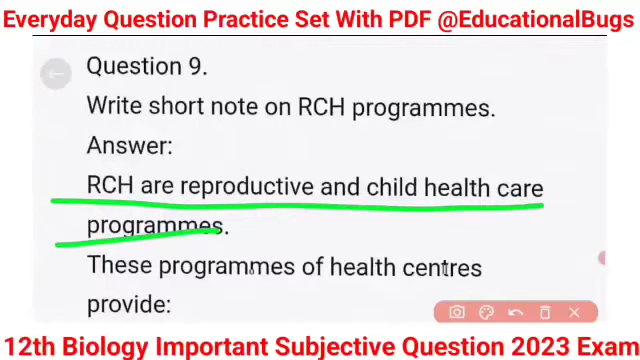 Everyday Question Practice Set With PDF @EducationalBugs
Question 9.
Write short note on RCH programmes.
Answer:
RCH are reproductive and child health care
programmes.
These programmes of health centres
provide:
12th Biology Important Subjective Question 2023 Exam